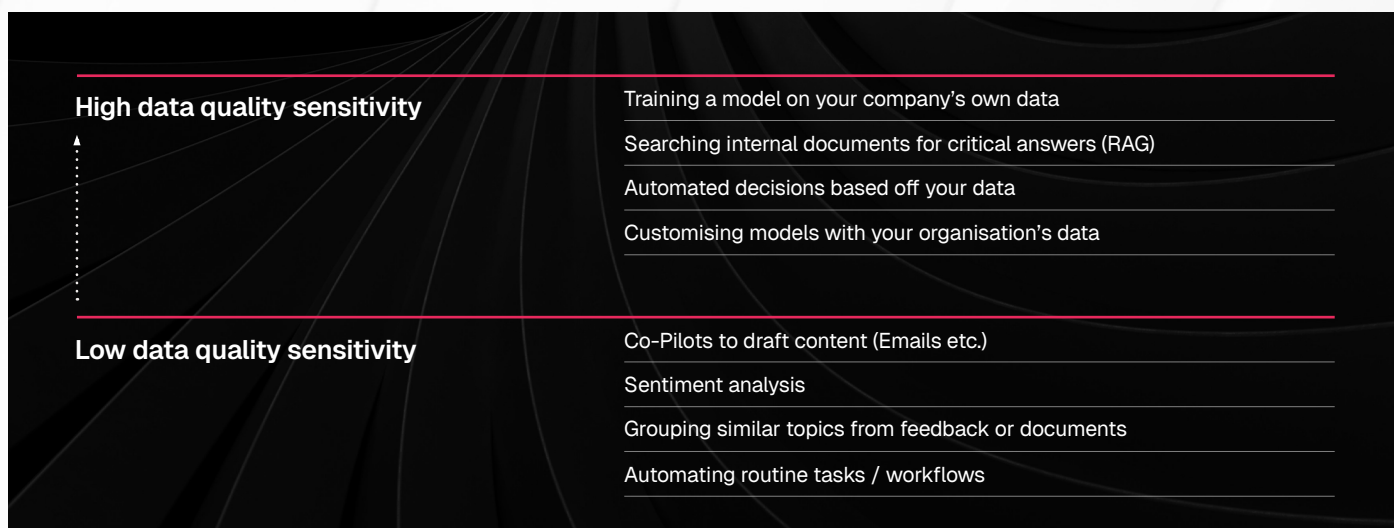 High data quality sensitivity
Training a model on your company’s own data
Searching internal documents for critical answers (RAG)
Automated decisions based off your data
Customising models with your organisation’s data
Low data quality sensitivity
Co-Pilots to draft content (Emails etc.)
Sentiment analysis
Grouping similar topics from feedback or documents
Automating routine tasks / workflows